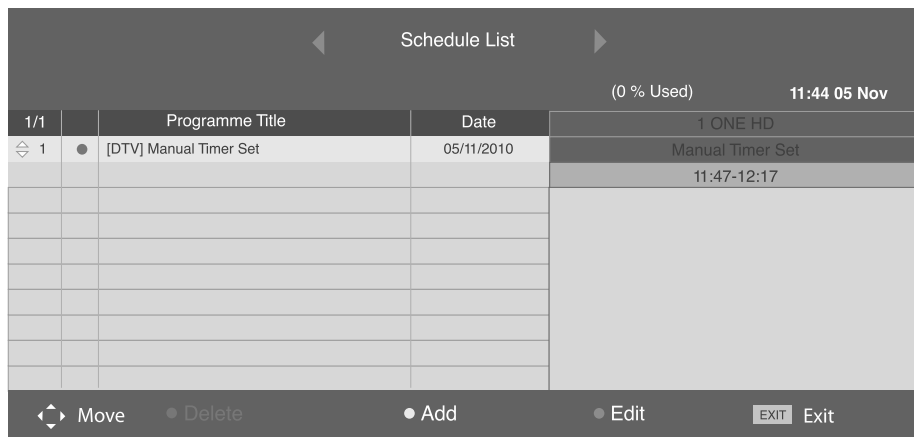 Schedule List
(0 % Used) 11:44 05 Nov
1/1 Programme Title Date 1 ONE HD
1 [DTV] Manual Timer Set 05/11/2010 Manual Timer Set
11:47-12:17
Move Delete Add Edit EXIT Exit